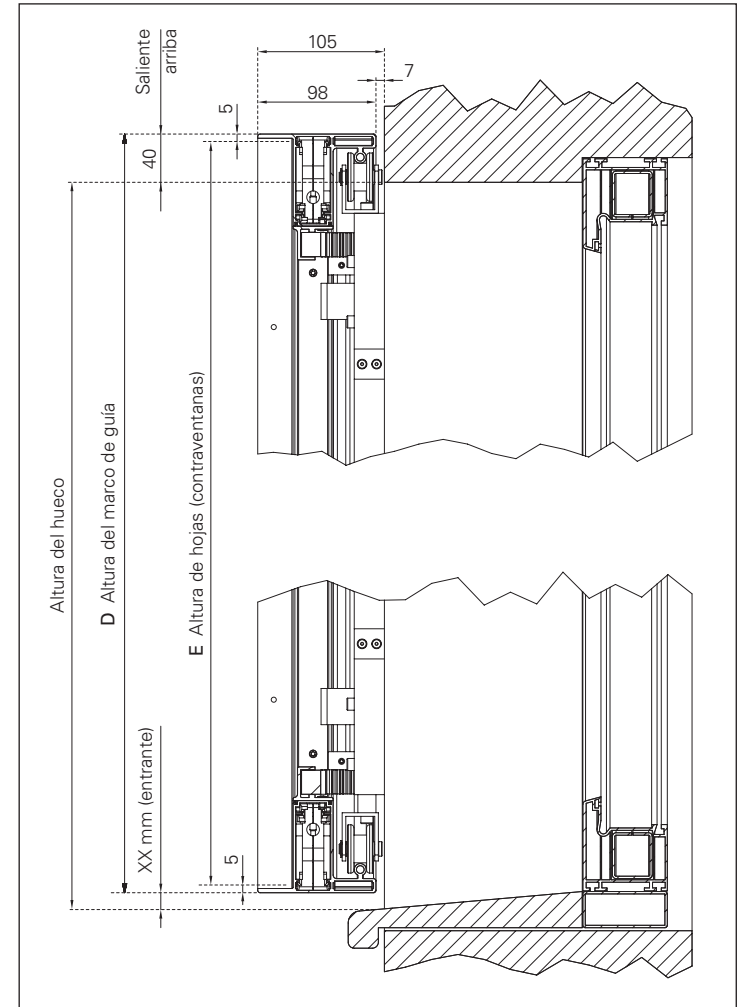 105
98
7
5
Saliente
arriba
40
Altura del hueco
D Altura del marco de guía
E Altura de hojas (contraventanas)
XX mm (entrante)
5